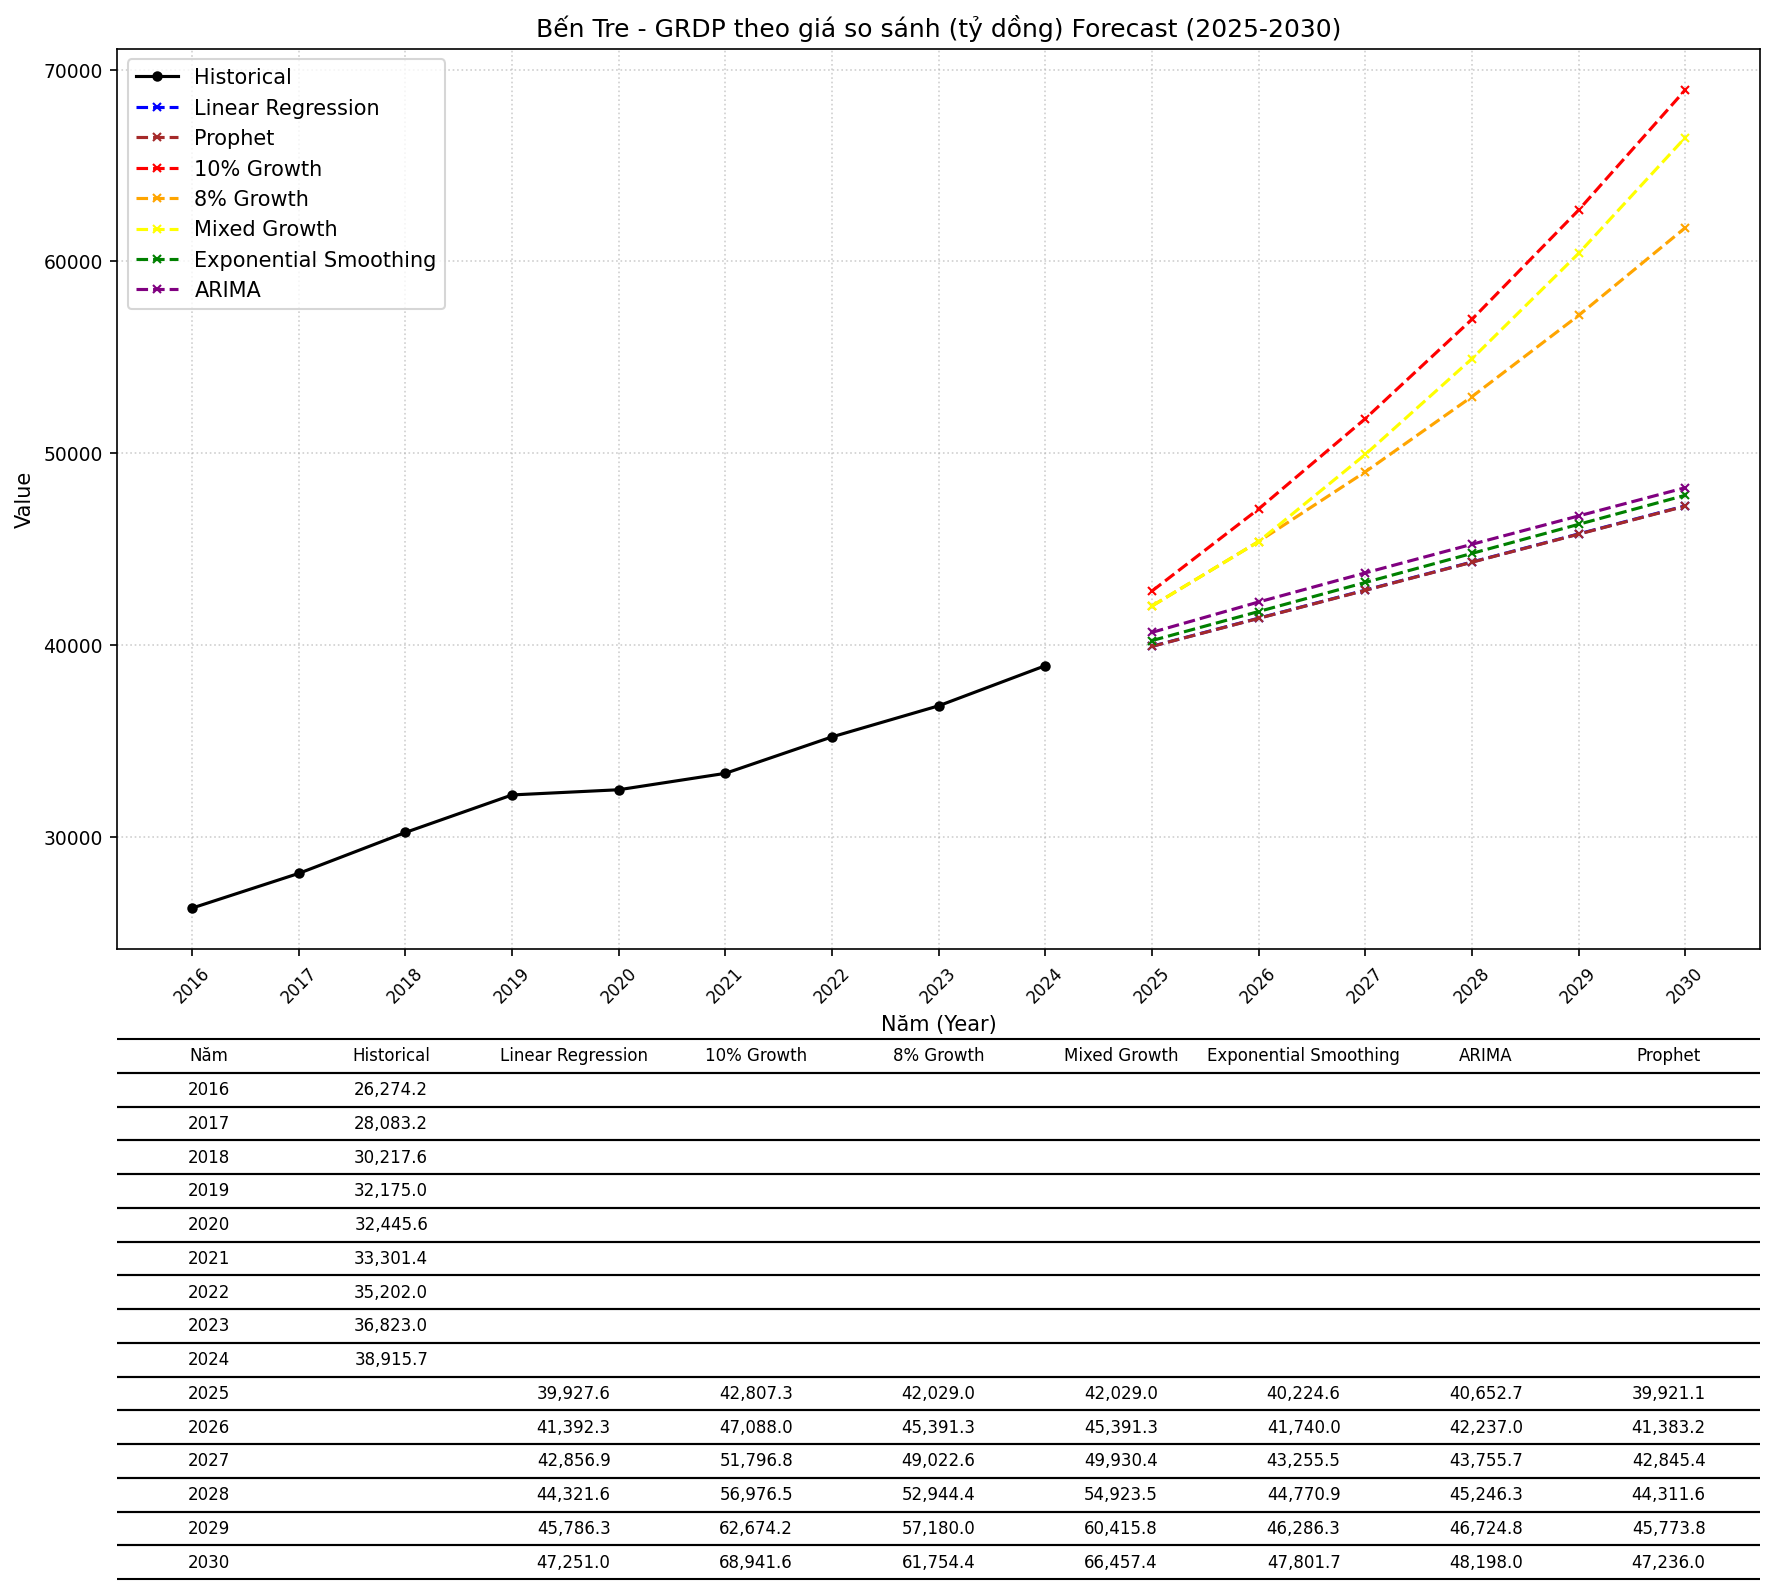 Bến Tre - GRDP theo giá so sánh (tỷ đồng) Forecast (2025-2030)
Historical
Linear Regression
Prophet
10% Growth
8% Growth
Mixed Growth
Exponential Smoothing
ARIMA
70000
60000
50000
40000
30000
Value
2016 2017 2018 2019 2020 2021 2022 2023 2024 2025 2026 2027 2028 2029 2030
Năm (Year)
Năm Historical Linear Regression 10% Growth 8% Growth Mixed Growth Exponential Smoothing ARIMA Prophet
2016 26,274.2
2017 28,083.2
2018 30,217.6
2019 32,175.0
2020 32,445.6
2021 33,301.4
2022 35,202.0
2023 36,823.0
2024 38,915.7
2025 39,927.6 42,807.3 42,029.0 42,029.0 40,224.6 40,652.7 39,921.1
2026 41,392.3 47,088.0 45,391.3 45,391.3 41,740.0 42,237.0 41,383.2
2027 42,856.9 51,796.8 49,022.6 49,930.4 43,255.5 43,755.7 42,845.4
2028 44,321.6 56,976.5 52,944.4 54,923.5 44,770.9 45,246.3 44,311.6
2029 45,786.3 62,674.2 57,180.0 60,415.8 46,286.3 46,724.8 45,773.8
2030 47,251.0 68,941.6 61,754.4 66,457.4 47,801.7 48,198.0 47,236.0